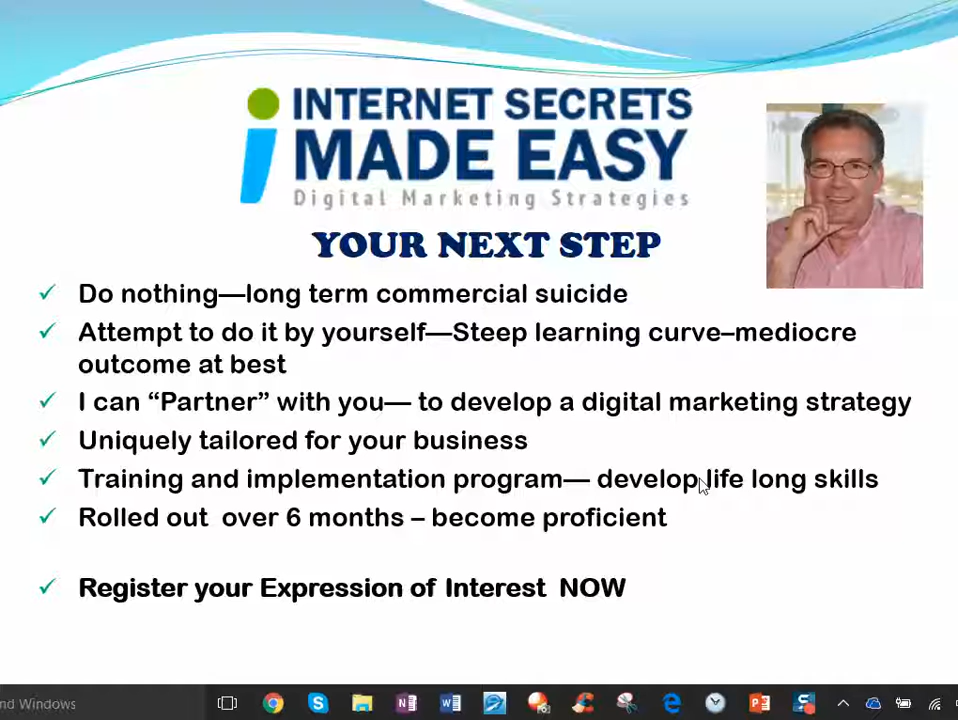 INTERNET SECRETS
MADE EASY
Digital Marketing Strategies
YOUR NEXT STEP
Do nothing—long term commercial suicide
Attempt to do it by yourself—Steep learning curve–mediocre
outcome at best
I can “Partner” with you— to develop a digital marketing strategy
Uniquely tailored for your business
Training and implementation program— develop life long skills
Rolled out over 6 months – become proficient
Register your Expression of Interest NOW
nd Windows